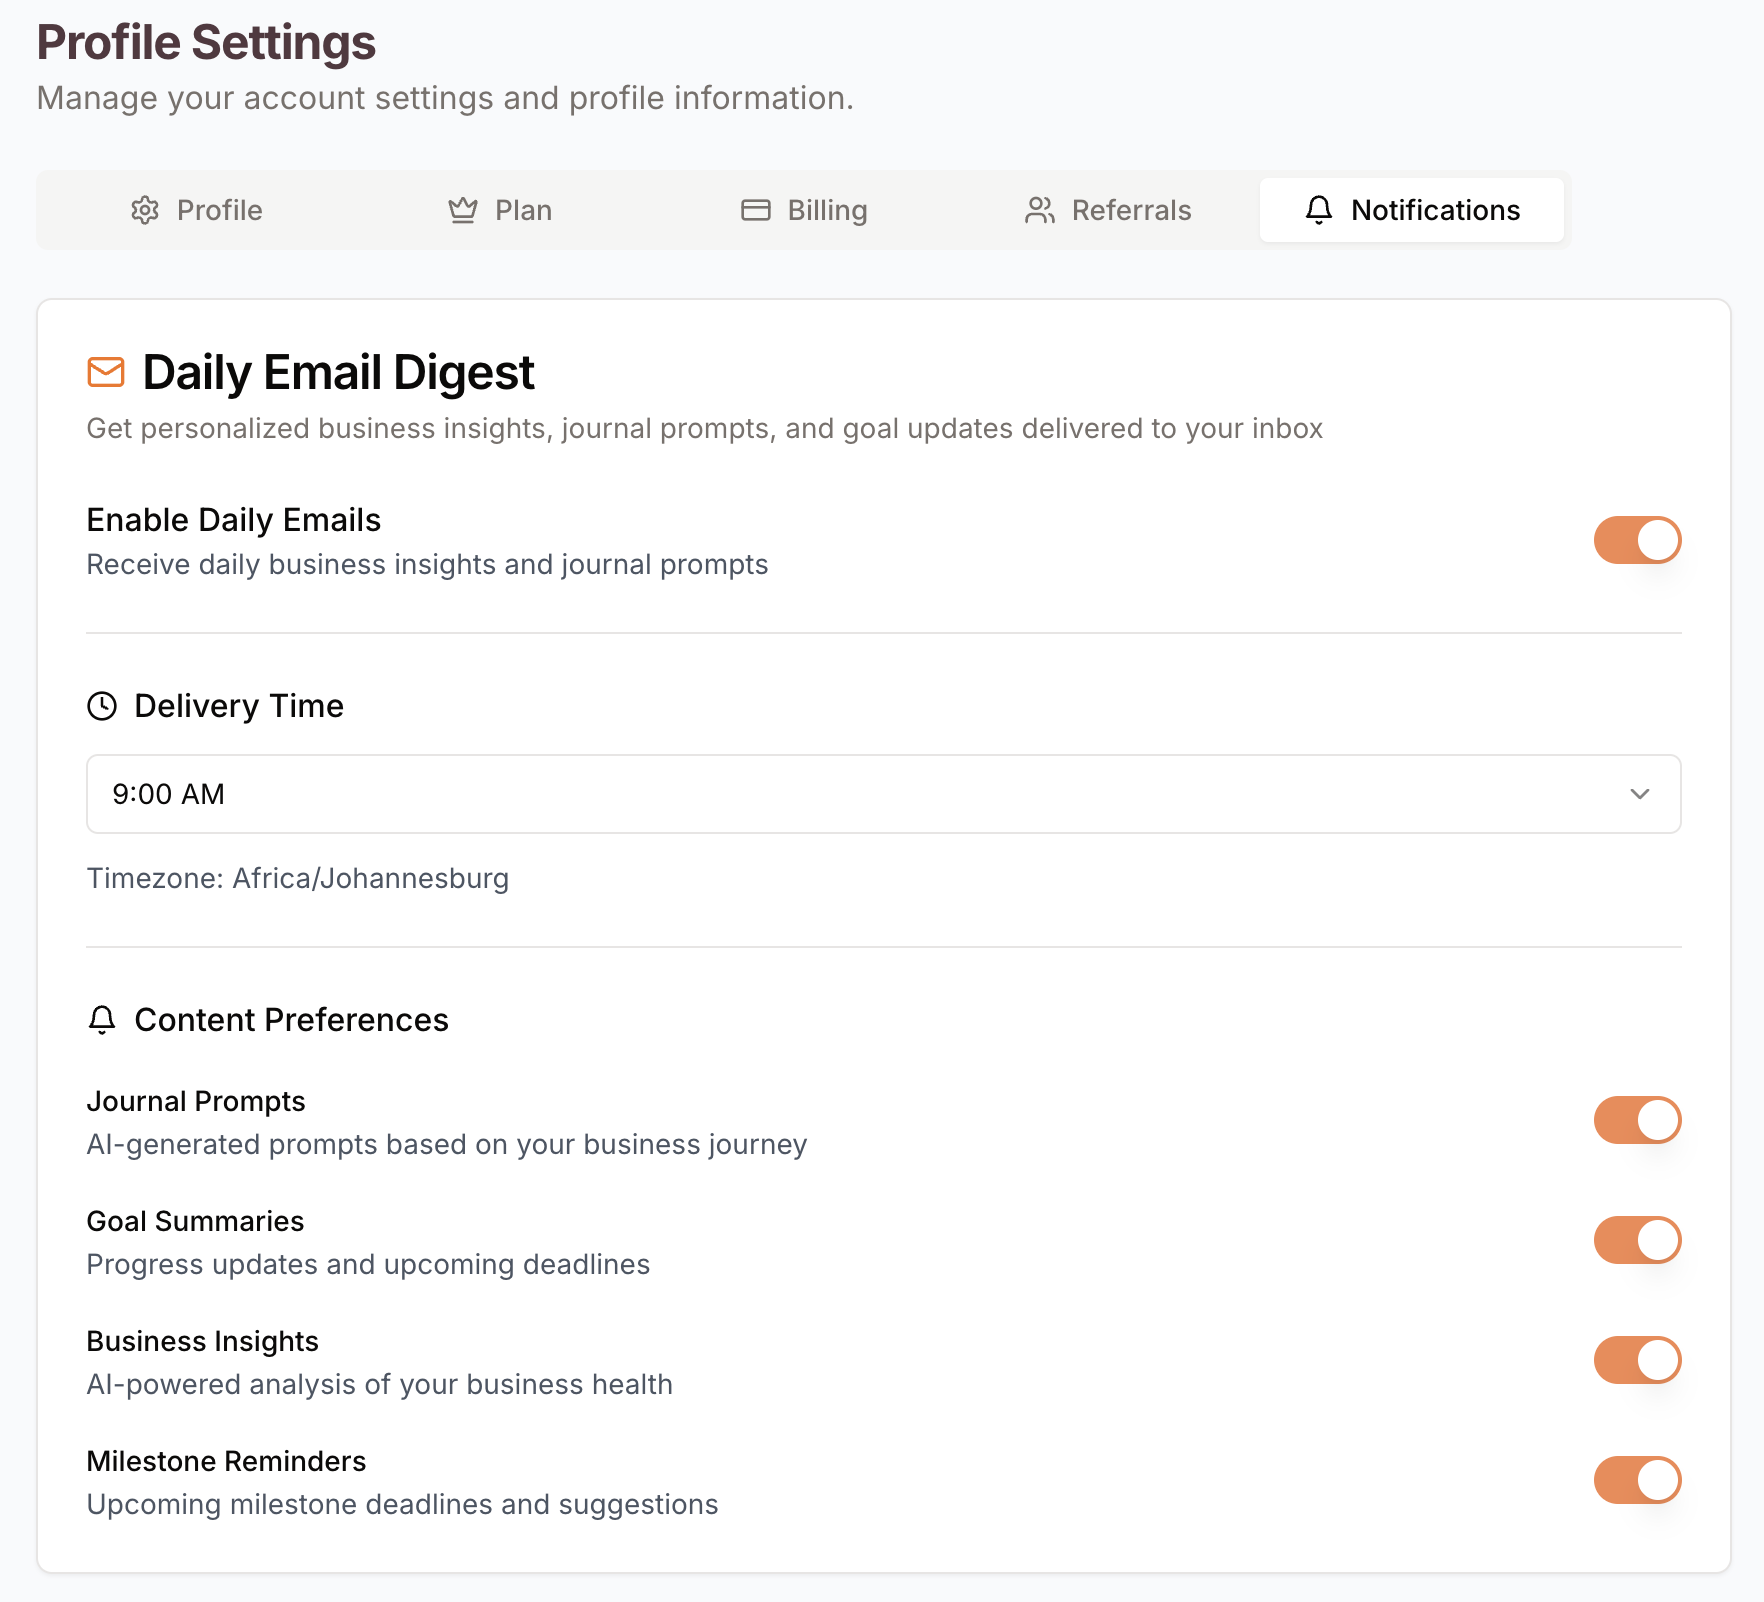 Profile Settings
Manage your account settings and profile information.
Profile
Plan
Billing
Referrals
Notifications
Daily Email Digest
Get personalized business insights, journal prompts, and goal updates delivered to your inbox
Enable Daily Emails
Receive daily business insights and journal prompts
Delivery Time
9:00 AM
Timezone: Africa/Johannesburg
Content Preferences
Journal Prompts
AI-generated prompts based on your business journey
Goal Summaries
Progress updates and upcoming deadlines
Business Insights
AI-powered analysis of your business health
Milestone Reminders
Upcoming milestone deadlines and suggestions